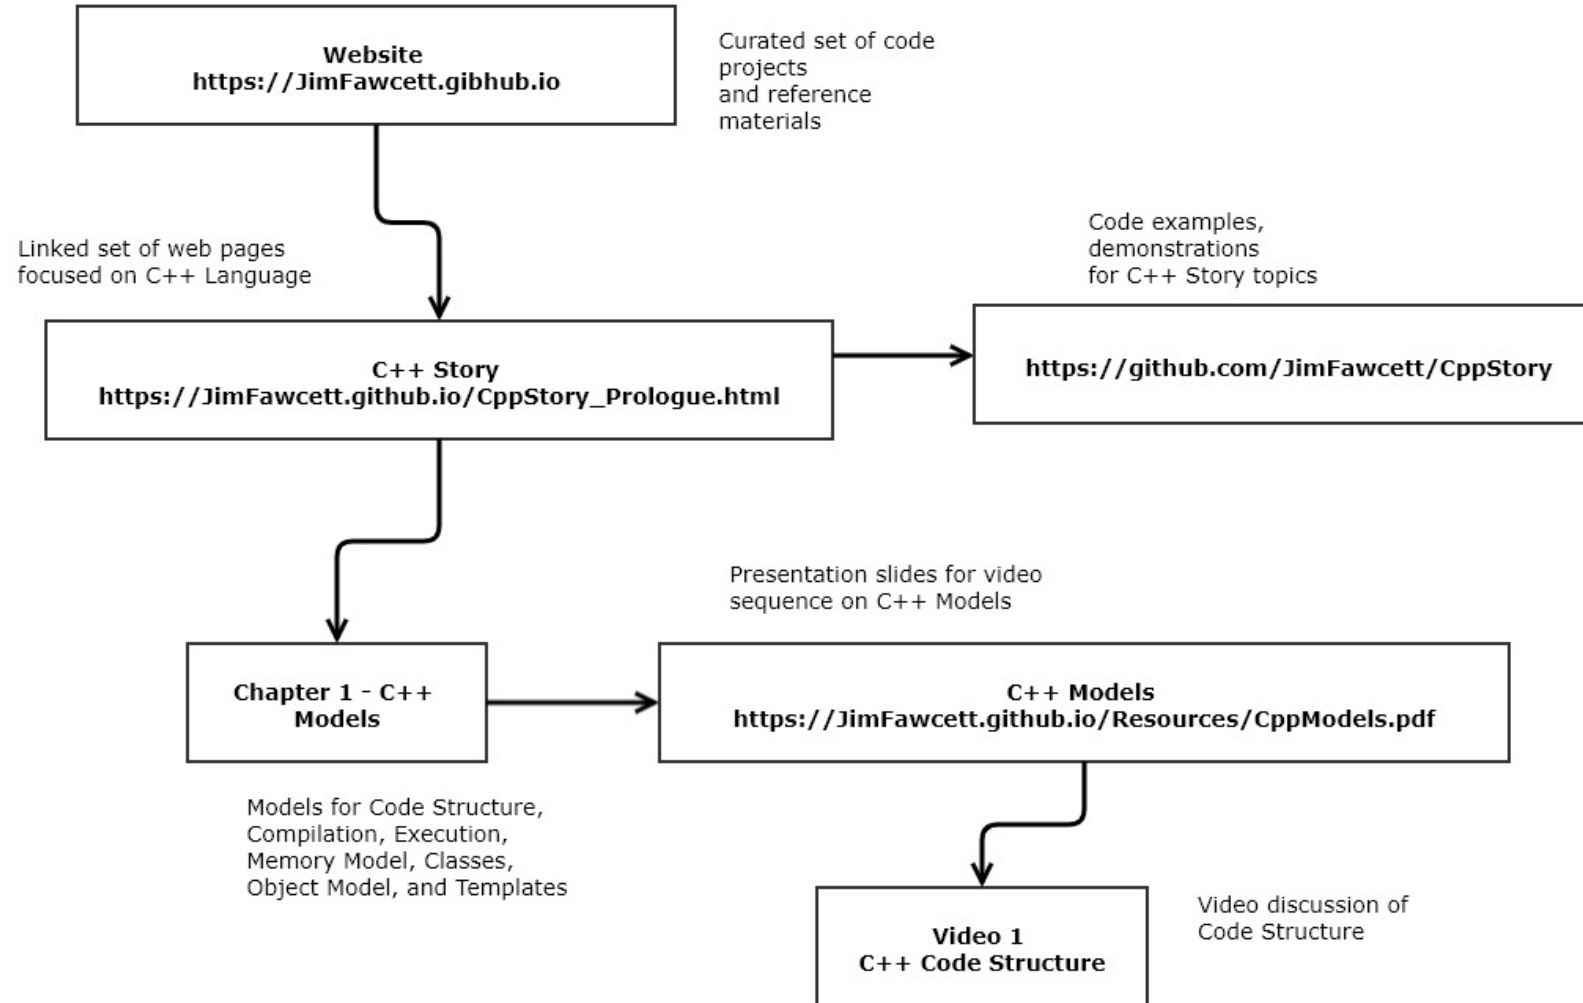 Website
https://JimFawcett.gibhub.io
Curated set of code
projects
and reference
materials
Linked set of web pages
focused on C++ Language
Code examples,
demonstrations
for C++ Story topics
C++ Story
https://JimFawcett.github.io/CppStory_Prologue.html
https://github.com/JimFawcett/CppStory
Presentation slides for video
sequence on C++ Models
Chapter 1 - C++
Models
C++ Models
https://JimFawcett.github.io/Resources/CppModels.pdf
Models for Code Structure,
Compilation, Execution,
Memory Model, Classes,
Object Model, and Templates
Video 1
C++ Code Structure
Video discussion of
Code Structure